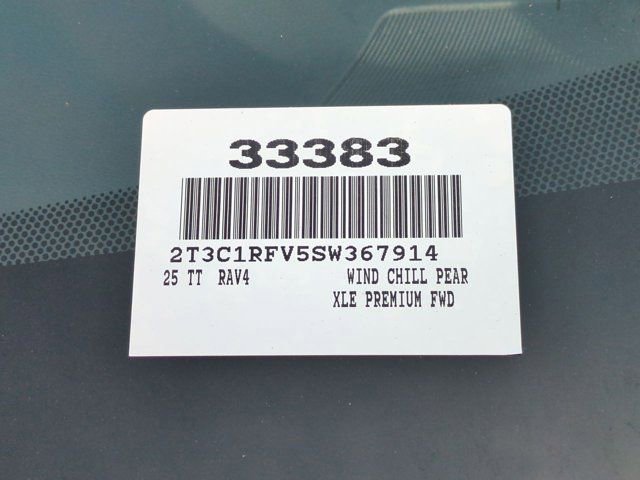 33383
2T3C1RFV5SW367914
25 TT RAV4 WIND CHILL PEAR
XLE PREMIUM FWD